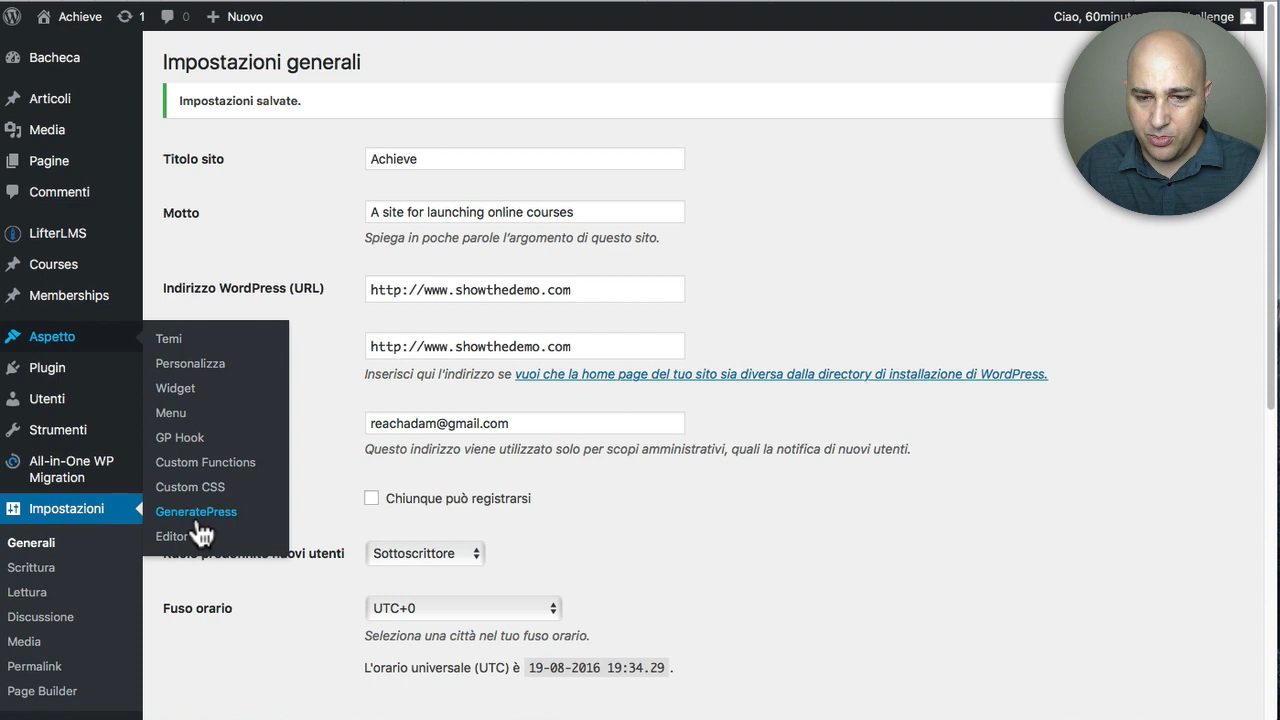 Achieve 1 0 Nuovo Ciao, 60minute
Bacheca
Articoli
Media
Pagine
Commenti
LifterLMS
Courses
Memberships
Aspetto
Plugin
Utenti
Strumenti
All-in-One WP
Migration
Impostazioni
Generali
Scrittura
Lettura
Discussione
Media
Permalink
Page Builder
Temi
Personalizza
Widget
Menu
GP Hook
Custom Functions
Custom CSS
GeneratePress
Editor
Impostazioni generali
Impostazioni salvate.
Titolo sito Achieve
Motto A site for launching online courses
Spiega in poche parole l’argomento di questo sito.
Indirizzo WordPress (URL) http://www.showthedemo.com
http://www.showthedemo.com
Inserisci qui l'indirizzo se vuoi che la home page del tuo sito sia diversa dalla directory di installazione di WordPress.
reachadam@gmail.com
Questo indirizzo viene utilizzato solo per scopi amministrativi, quali la notifica di nuovi utenti.
Chiunque può registrarsi
nuovi utenti Sottoscrittore
Fuso orario UTC+0
Seleziona una città nel tuo fuso orario.
L'orario universale (UTC) è 19-08-2016 19:34.29 .